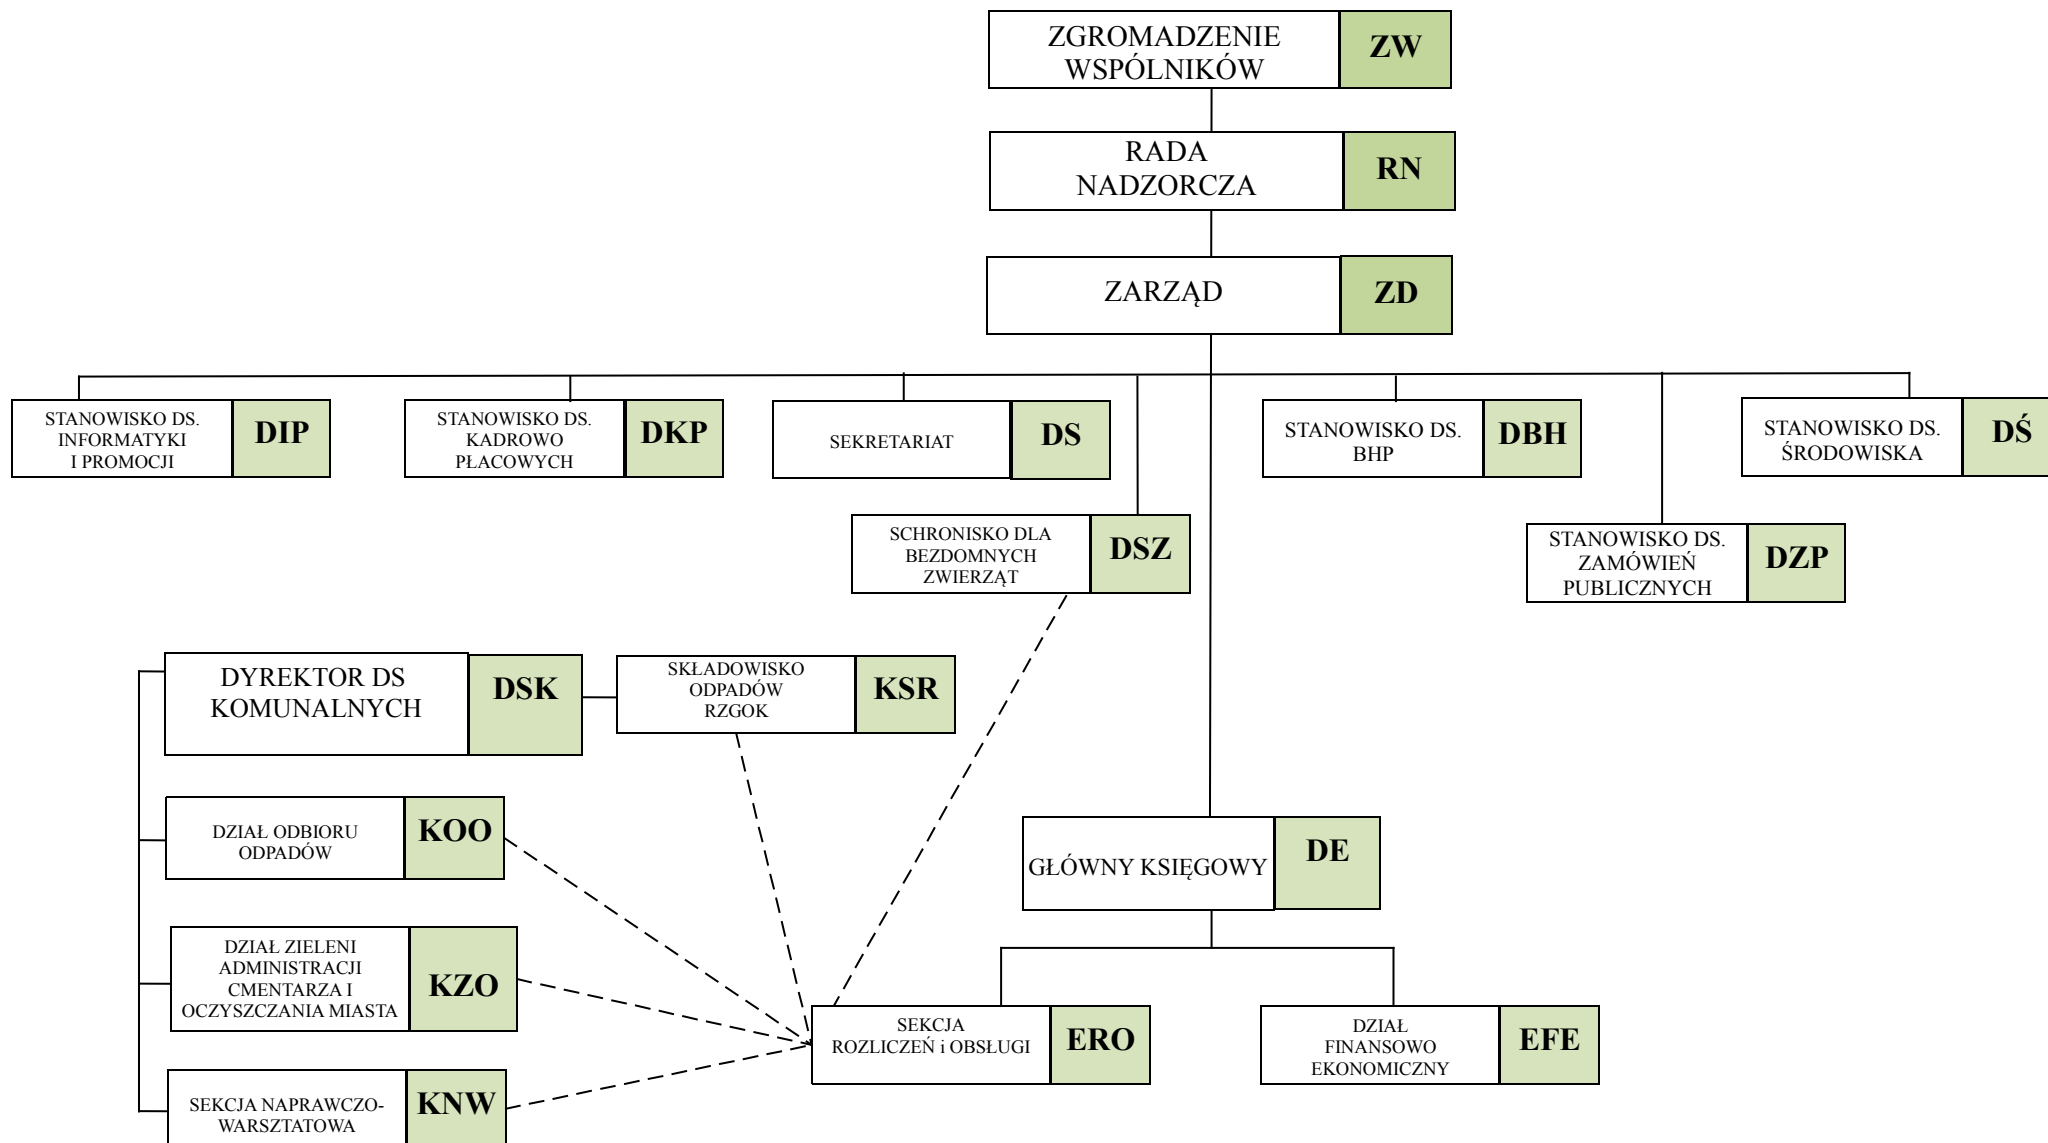 ZGROMADZENIE
WSPÓLNIKÓW
ZW
RADA
NADZORCZA
RN
ZARZĄD
ZD
STANOWISKO DS.
INFORMATYKI
I PROMOCJI
DIP
STANOWISKO DS.
KADROWO
PŁACOWYCH
DKP
SEKRETARIAT
DS
STANOWISKO DS.
BHP
DBH
STANOWISKO DS.
ŚRODOWISKA
DŚ
SCHRONISKO DLA
BEZDOMNYCH
ZWIERZĄT
DSZ
STANOWISKO DS.
ZAMÓWIEŃ
PUBLICZNYCH
DZP
DYREKTOR DS
KOMUNALNYCH
DSK
SKŁADOWISKO
ODPADÓW
RZGOK
KSR
DZIAŁ ODBIORU
ODPADÓW
KOO
GŁÓWNY KSIĘGOWY
DE
DZIAŁ ZIELENI
ADMINISTRACJI
CMENTARZA I
OCZYSZCZANIA MIASTA
KZO
SEKCJA
ROZLICZEŃ i OBSŁUGI
ERO
DZIAŁ
FINANSOWO
EKONOMICZNY
EFE
SEKCJA NAPRAWCZO-
WARSZTATOWA
KNW